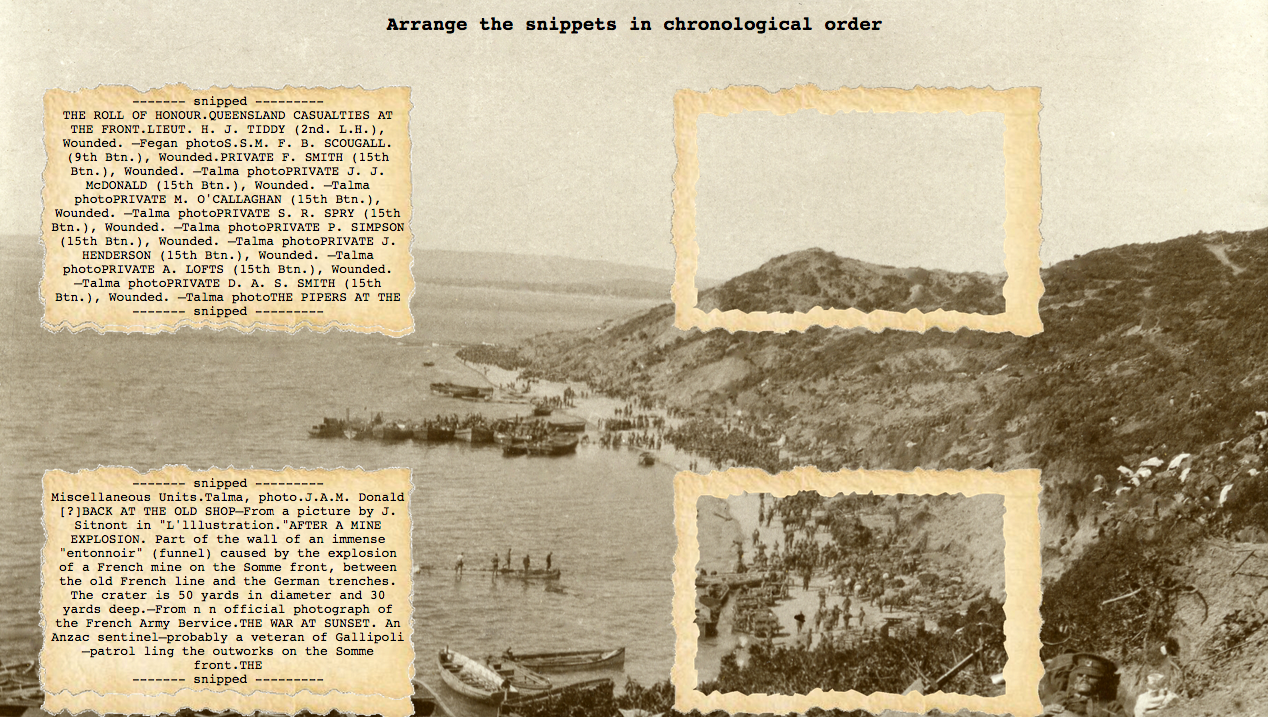 Arrange the snippets in chronological order
------- snipped ---------
THE ROLL OF HONOUR.QUEENSLAND CASUALTIES AT
THE FRONT.LIEUT. H. J. TIDDY (2nd. L.H.),
Wounded. —Fegan photoS.S.M. F. B. SCOUGALL.
(9th Btn.), Wounded.PRIVATE F. SMITH (15th
Btn.), Wounded. —Talma photoPRIVATE J. J.
McDONALD (15th Btn.), Wounded. —Talma
photoPRIVATE M. O'CALLAGHAN (15th Btn.),
Wounded. —Talma photoPRIVATE S. R. SPRY (15th
Btn.), Wounded. —Talma photoPRIVATE P. SIMPSON
(15th Btn.), Wounded. —Talma photoPRIVATE J.
HENDERSON (15th Btn.), Wounded. —Talma
photoPRIVATE A. LOFTS (15th Btn.), Wounded.
—Talma photoPRIVATE D. A. S. SMITH (15th
Btn.), Wounded. —Talma photoTHE PIPERS AT THE
------- snipped ---------
------- snipped ---------
Miscellaneous Units.Talma, photo.J.A.M. Donald
[?]BACK AT THE OLD SHOP—From a picture by J.
Sitnont in "L'lllustration."AFTER A MINE
EXPLOSION. Part of the wall of an immense
"entonnoir" (funnel) caused by the explosion
of a French mine on the Somme front, between
the old French line and the German trenches.
The crater is 50 yards in diameter and 30
yards deep.—From n n official photograph of
the French Army Bervice.THE WAR AT SUNSET. An
Anzac sentinel—probably a veteran of Gallipoli
—patrol ling the outworks on the Somme
front.THE
------- snipped ---------